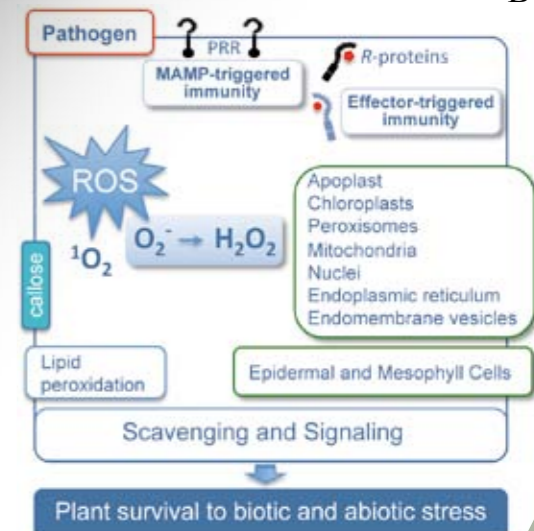 Pathogen
PRR
MAMP-triggered
immunity
R-proteins
Effector-triggered
immunity
ROS
¹O₂
O₂⁻ → H₂O₂
callose
Apoplast
Chloroplasts
Peroxisomes
Mitochondria
Nuclei
Endoplasmic reticulum
Endomembrane vesicles
Lipid
peroxidation
Epidermal and Mesophyll Cells
Scavenging and Signaling
Plant survival to biotic and abiotic stress